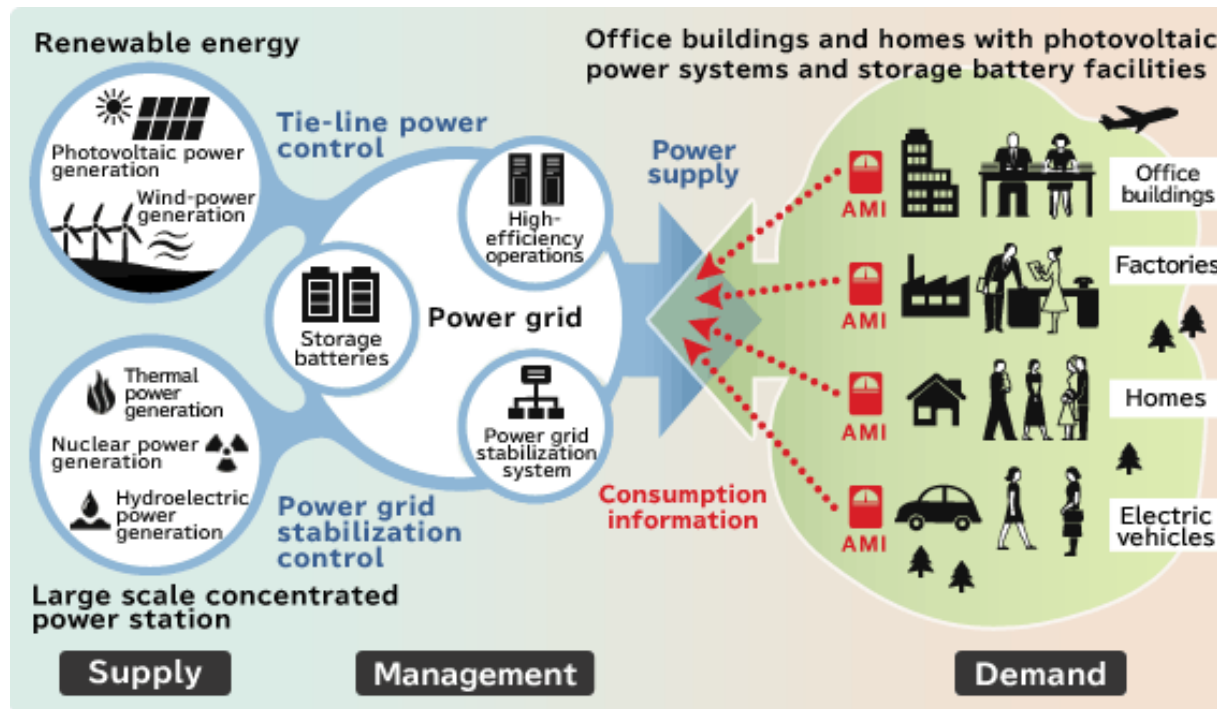 Renewable energy
Photovoltaic power
generation
Wind-power
generation
Tie-line power
control
High-
efficiency
operations
Storage
batteries
Power grid
Power grid
stabilization
system
Thermal
power
generation
Nuclear power
generation
Hydroelectric
power
generation
Power grid
stabilization
control
Large scale concentrated
power station
Power
supply
Consumption
information
Office buildings and homes with photovoltaic
power systems and storage battery facilities
AMI
Office
buildings
AMI
Factories
AMI
Homes
AMI
Electric
vehicles
Supply
Management
Demand